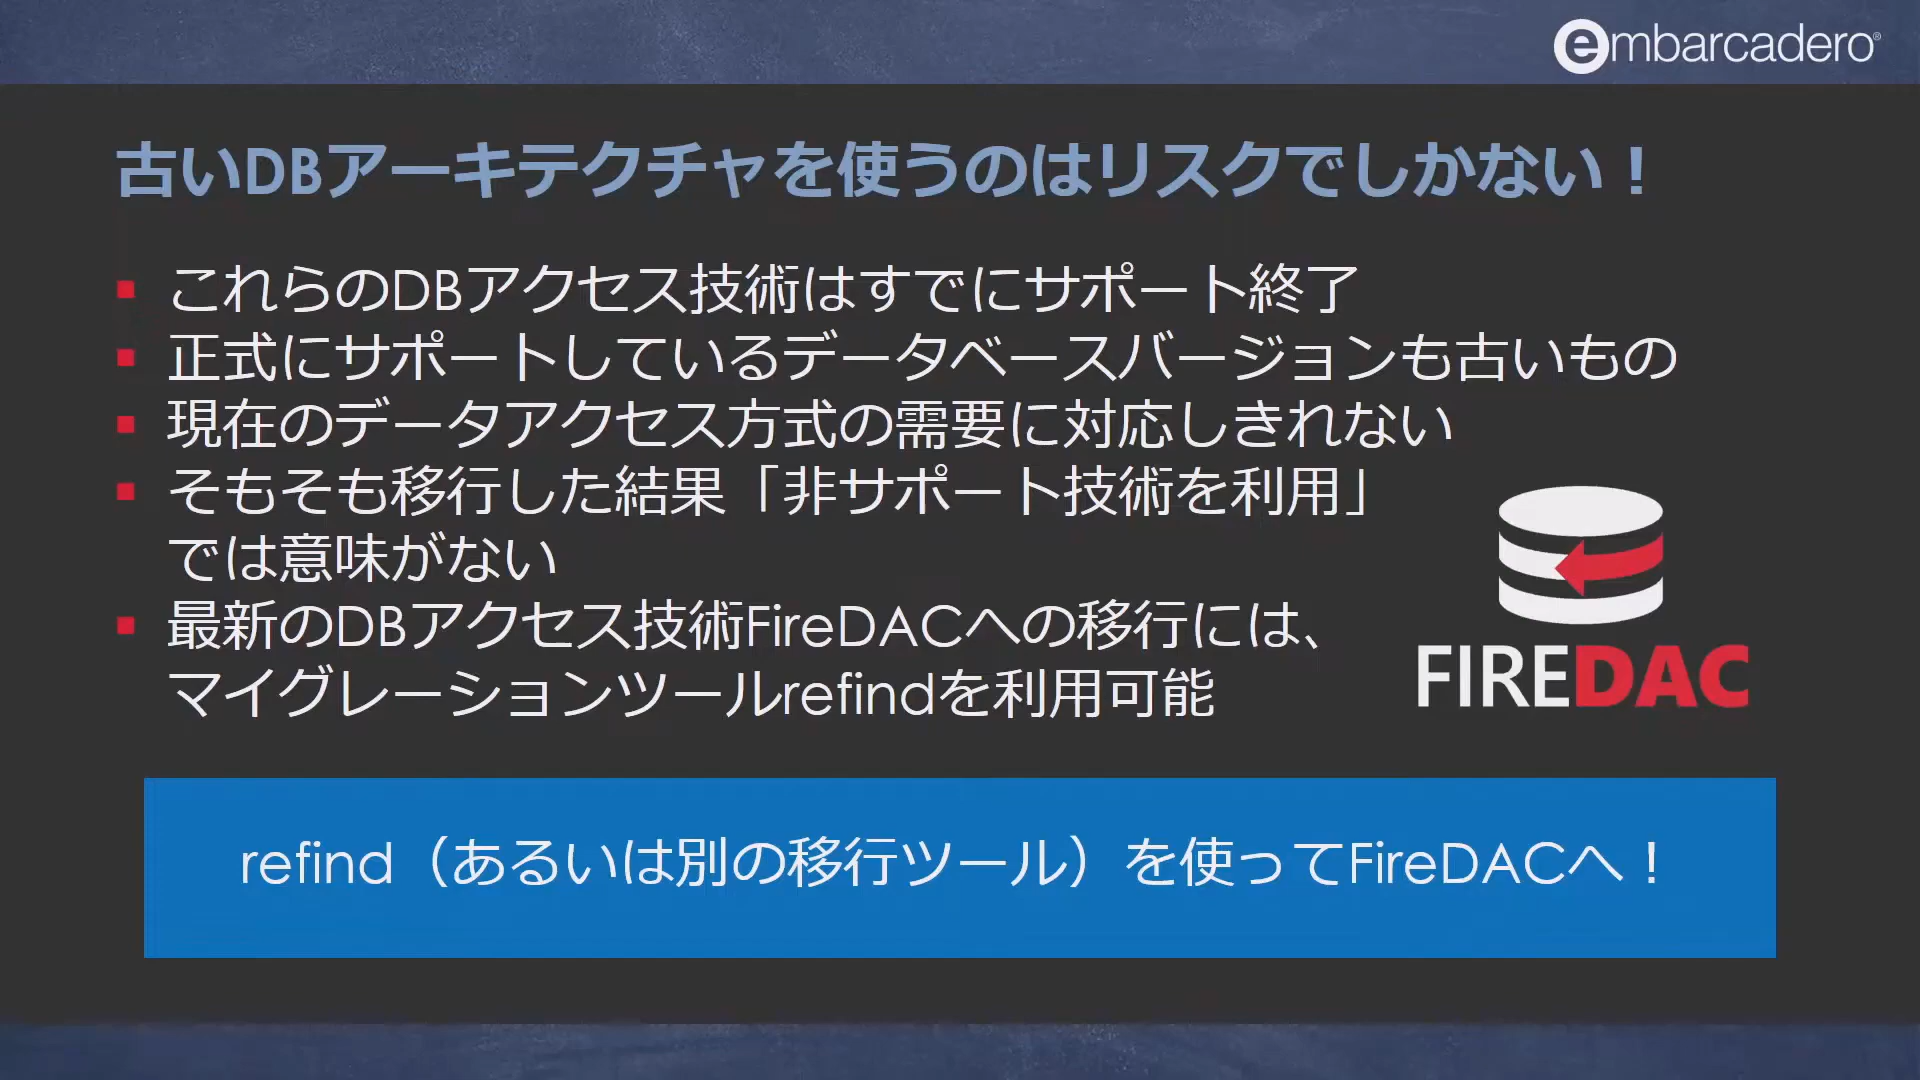 embarcadero®
古いDBアーキテクチャを使うのはリスクでしかない！
これらのDBアクセス技術はすでにサポート終了
正式にサポートしているデータベースバージョンも古いもの
現在のデータアクセス方式の需要に対応しきれない
そもそも移行した結果「非サポート技術を利用」
では意味がない
最新のDBアクセス技術FireDACへの移行には、
マイグレーションツールrefindを利用可能
FIREDAC
refind（あるいは別の移行ツール）を使ってFireDACへ！